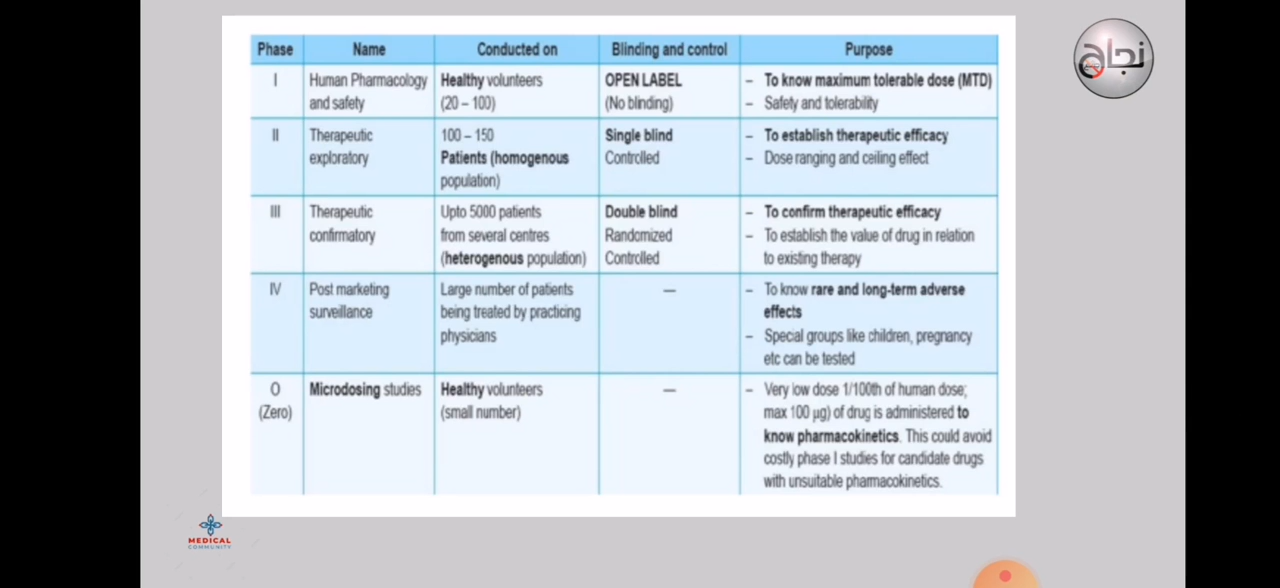 Phase Name Conducted on Blinding and control Purpose
I Human Pharmacology Healthy volunteers OPEN LABEL – To know maximum tolerable dose (MTD)
and safety (20 – 100) (No blinding) – Safety and tolerability
II Therapeutic 100 – 150 Single blind – To establish therapeutic efficacy
exploratory Patients (homogenous Controlled – Dose ranging and ceiling effect
population)
III Therapeutic Upto 5000 patients Double blind – To confirm therapeutic efficacy
confirmatory from several centres Randomized – To establish the value of drug in relation
(heterogenous population) Controlled to existing therapy
IV Post marketing Large number of patients — – To know rare and long-term adverse
surveillance being treated by practicing effects
physicians – Special groups like children, pregnancy
etc can be tested
O Microdosing studies Healthy volunteers — – Very low dose 1/100th of human dose;
(Zero) (small number) max 100 µg) of drug is administered to
know pharmacokinetics. This could avoid
costly phase I studies for candidate drugs
with unsuitable pharmacokinetics.
نجاح
MEDICAL
COMMUNITY